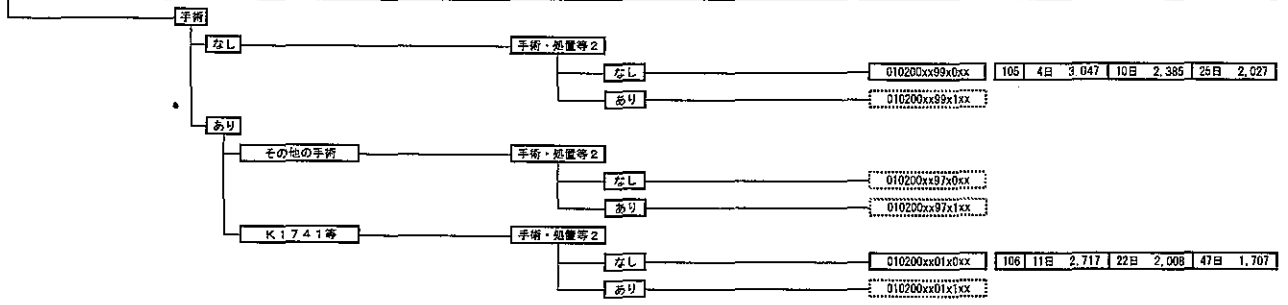 手術
なし 手術・処置等2
なし 010200xx99x0xx 105 4日 3,047 10日 2,385 25日 2,027
あり 010200xx99x1xx
あり
その他の手術 手術・処置等2
なし 010200xx97x0xx
あり 010200xx97x1xx
K1741等 手術・処置等2
なし 010200xx01x0xx 106 11日 2,717 22日 2,008 47日 1,707
あり 010200xx01x1xx